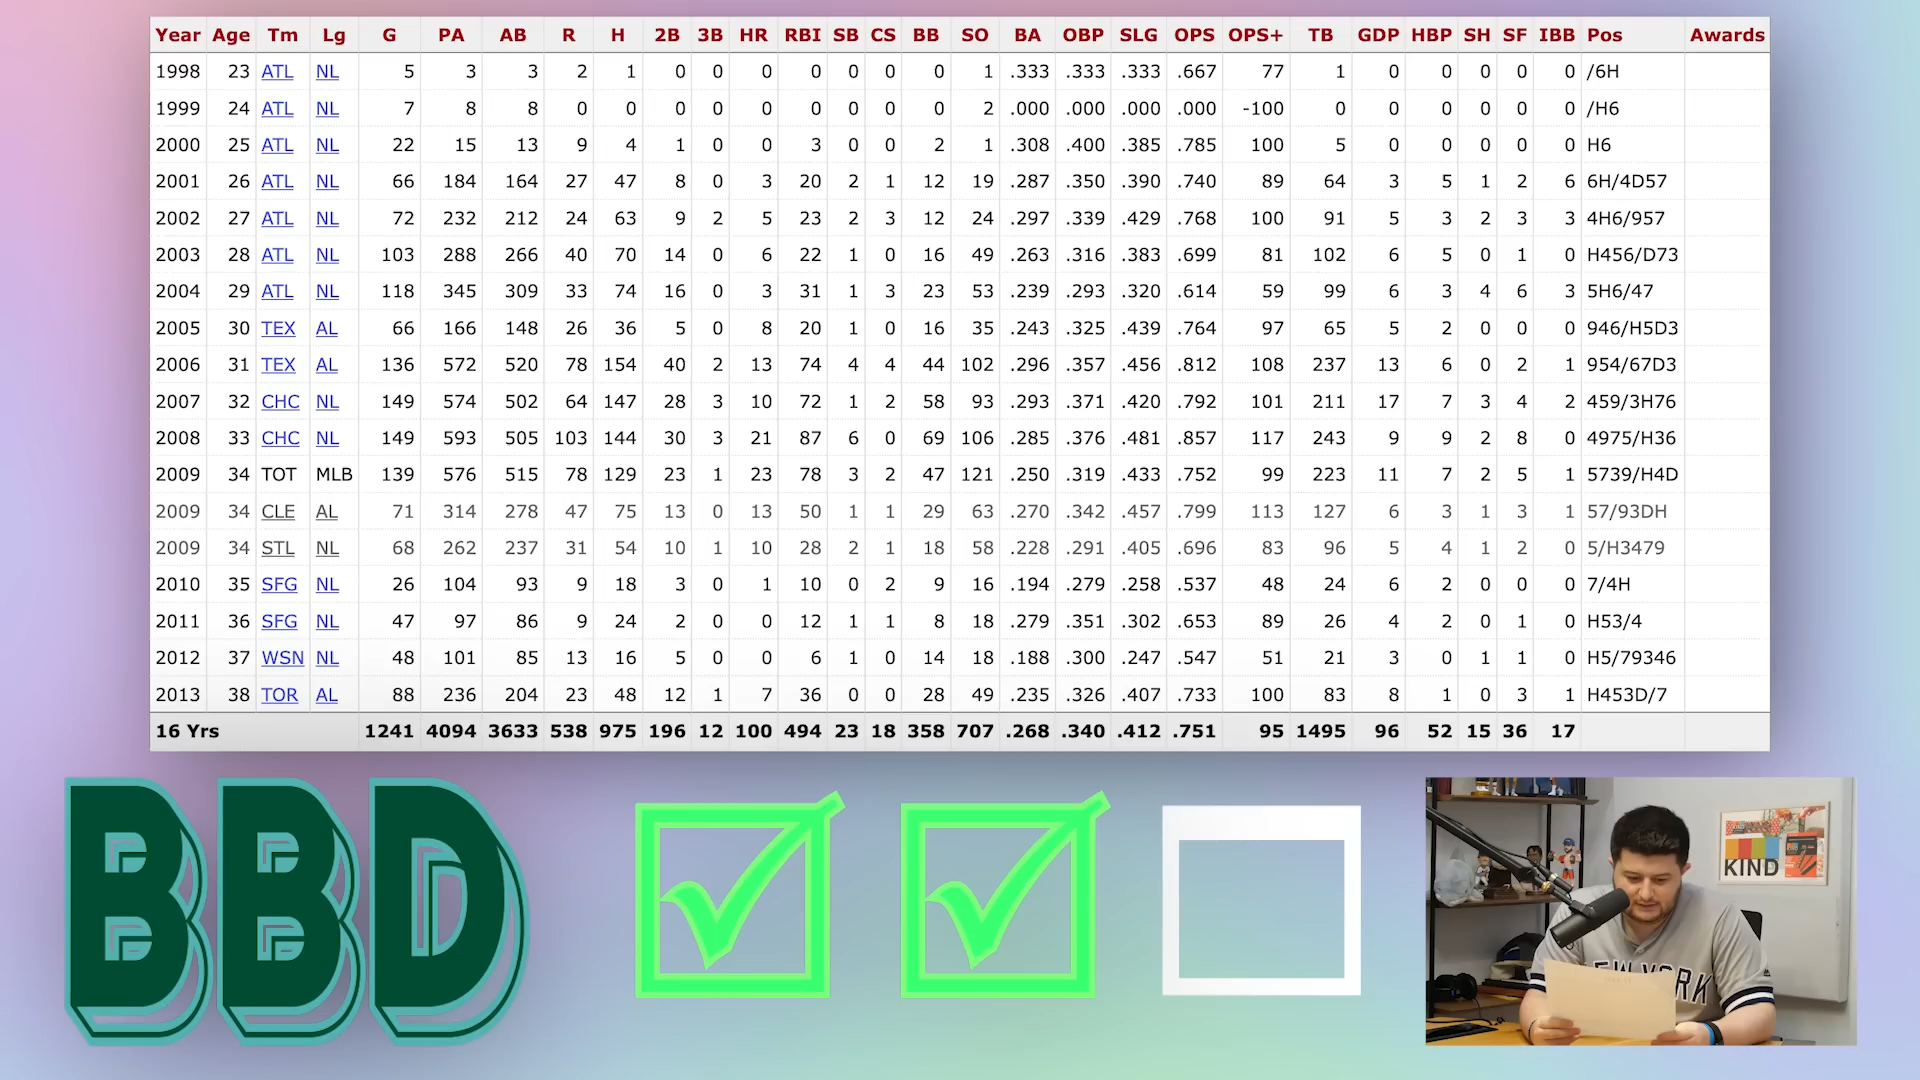 Year Age Tm Lg G PA AB R H 2B 3B HR RBI SB CS BB SO BA OBP SLG OPS OPS+ TB GDP HBP SH SF IBB Pos Awards
1998 23 ATL NL 5 3 3 2 1 0 0 0 0 0 0 0 1 .333 .333 .333 .667 77 1 0 0 0 0 0 /6H
1999 24 ATL NL 7 8 8 0 0 0 0 0 0 0 0 0 2 .000 .000 .000 .000 -100 0 0 0 0 0 0 /H6
2000 25 ATL NL 22 15 13 9 4 1 0 0 3 0 0 2 1 .308 .400 .385 .785 100 5 0 0 0 0 0 H6
2001 26 ATL NL 66 184 164 27 47 8 0 3 20 2 1 12 19 .287 .350 .390 .740 89 64 3 5 1 2 6 6H/4D57
2002 27 ATL NL 72 232 212 24 63 9 2 5 23 2 3 12 24 .297 .339 .429 .768 100 91 5 3 2 3 3 4H6/957
2003 28 ATL NL 103 288 266 40 70 14 0 6 22 1 0 16 49 .263 .316 .383 .699 81 102 6 5 0 1 0 H456/D73
2004 29 ATL NL 118 345 309 33 74 16 0 3 31 1 3 23 53 .239 .293 .320 .614 59 99 6 3 4 6 3 5H6/47
2005 30 TEX AL 66 166 148 26 36 5 0 8 20 1 0 16 35 .243 .325 .439 .764 97 65 5 2 0 0 0 946/H5D3
2006 31 TEX AL 136 572 520 78 154 40 2 13 74 4 4 44 102 .296 .357 .456 .812 108 237 13 6 0 2 1 954/67D3
2007 32 CHC NL 149 574 502 64 147 28 3 10 72 1 2 58 93 .293 .371 .420 .792 101 211 17 7 3 4 2 459/3H76
2008 33 CHC NL 149 593 505 103 144 30 3 21 87 6 0 69 106 .285 .376 .481 .857 117 243 9 9 2 8 0 4975/H36
2009 34 TOT MLB 139 576 515 78 129 23 1 23 78 3 2 47 121 .250 .319 .433 .752 99 223 11 7 2 5 1 5739/H4D
2009 34 CLE AL 71 314 278 47 75 13 0 13 50 1 1 29 63 .270 .342 .457 .799 113 127 6 3 1 3 1 57/93DH
2009 34 STL NL 68 262 237 31 54 10 1 10 28 2 1 18 58 .228 .291 .405 .696 83 96 5 4 1 2 0 5/H3479
2010 35 SFG NL 26 104 93 9 18 3 0 1 10 0 2 9 16 .194 .279 .258 .537 48 24 6 2 0 0 0 7/4H
2011 36 SFG NL 47 97 86 9 24 2 0 0 12 1 1 8 18 .279 .351 .302 .653 89 26 4 2 0 1 0 H53/4
2012 37 WSN NL 48 101 85 13 16 5 0 0 6 1 0 14 18 .188 .300 .247 .547 51 21 3 0 1 1 0 H5/79346
2013 38 TOR AL 88 236 204 23 48 12 1 7 36 0 0 28 49 .235 .326 .407 .733 100 83 8 1 0 3 1 H453D/7
16 Yrs 1241 4094 3633 538 975 196 12 100 494 23 18 358 707 .268 .340 .412 .751 95 1495 96 52 15 36 17
BBD
KIND